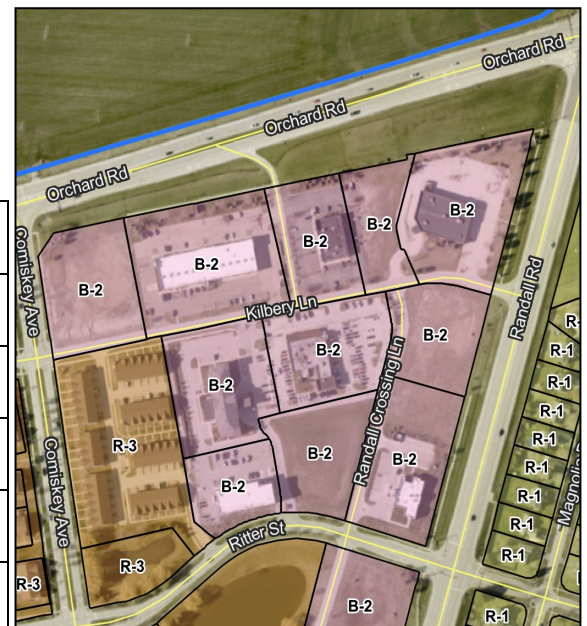 Orchard Rd
Orchard Rd
Orchard Rd
B-2
B-2
B-2
B-2
B-2
Comiskey Ave
Randall Rd
Kilbery Ln
B-2
R-
R-1
B-2
B-2
R-1
R-1
Randall Crossing Ln
R-1
R-3
B-2
B-2
R-1
Comiskey Ave
B-2
R-1
Magnolia
R-1
Ritter St
R-1
R-3
R-3
B-2
R-1